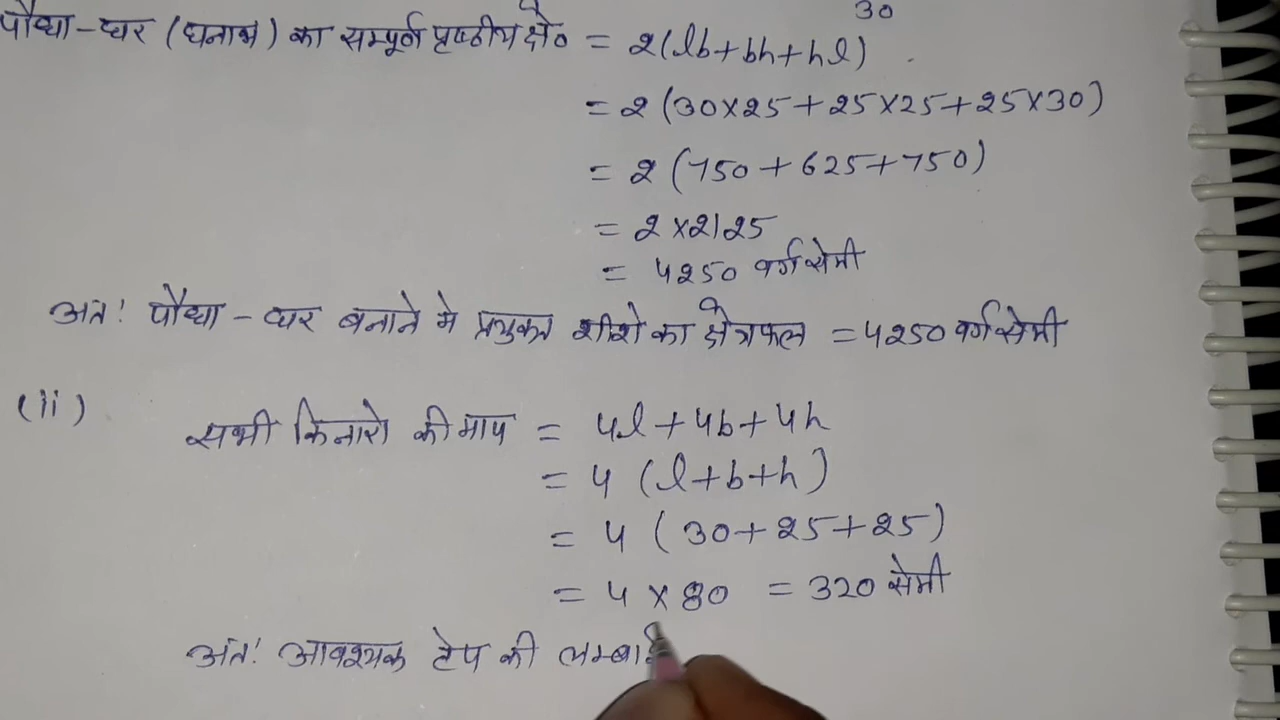 30
पौधा-घर (घनाभ) का सम्पूर्ण पृष्ठीय क्षे० = 2(lb+bh+hl)
= 2 (30×25+25×25+25×30)
= 2 (750+625+750)
= 2×2125
= 4250 वर्ग सेमी
अतः पौधा-घर बनाने मे प्रयुक्त शीशे का क्षेत्रफल = 4250 वर्ग सेमी
(ii) सभी किनारो की माप = 4l+4b+4h
= 4 (l+b+h)
= 4 (30+25+25)
= 4×80 = 320 सेमी
अतः आवश्यक टेप की लम्बाई